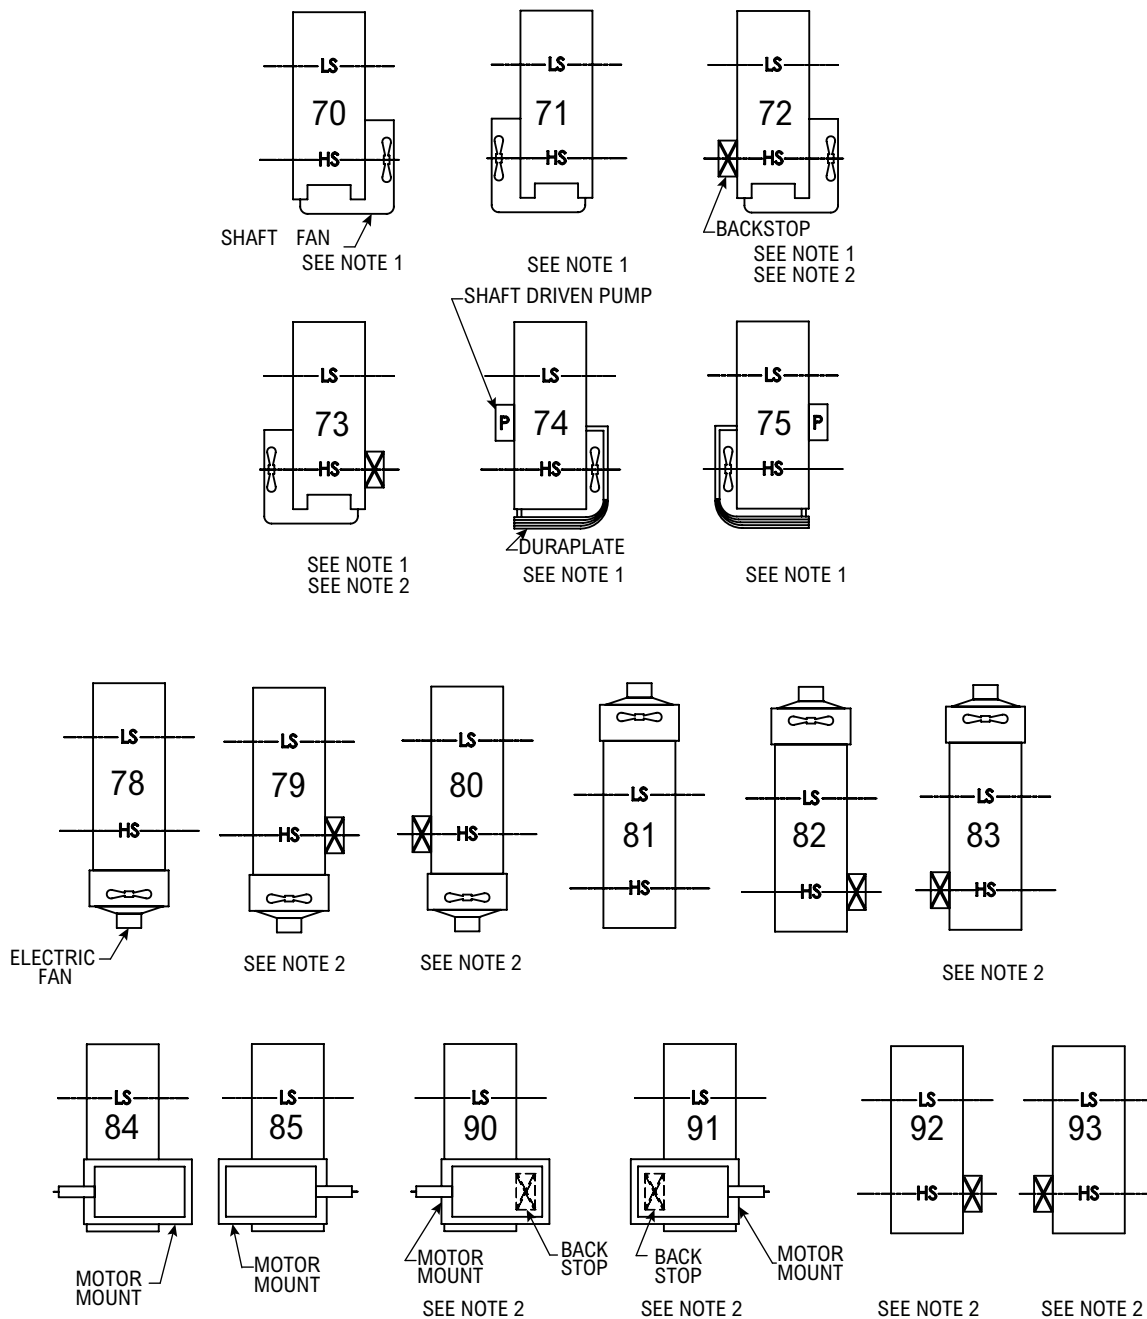 LS LS LS
70 71 72
HS HS HS
SHAFT FAN
SEE NOTE 1
SEE NOTE 1
BACKSTOP
SEE NOTE 1
SEE NOTE 2
SHAFT DRIVEN PUMP
LS LS LS
73 P 74 75 P
HS HS HS
DURAPLATE
SEE NOTE 1
SEE NOTE 2
SEE NOTE 1
SEE NOTE 1
LS LS LS LS LS LS
78 79 80 81 82 83
HS HS HS HS HS HS
ELECTRIC
FAN
SEE NOTE 2
SEE NOTE 2
SEE NOTE 2
LS LS LS LS LS LS
84 85 90 91 92 93
HS HS
MOTOR
MOUNT
MOTOR
MOUNT
MOTOR
MOUNT
BACK
STOP
SEE NOTE 2
BACK
STOP
MOTOR
MOUNT
SEE NOTE 2
SEE NOTE 2
SEE NOTE 2